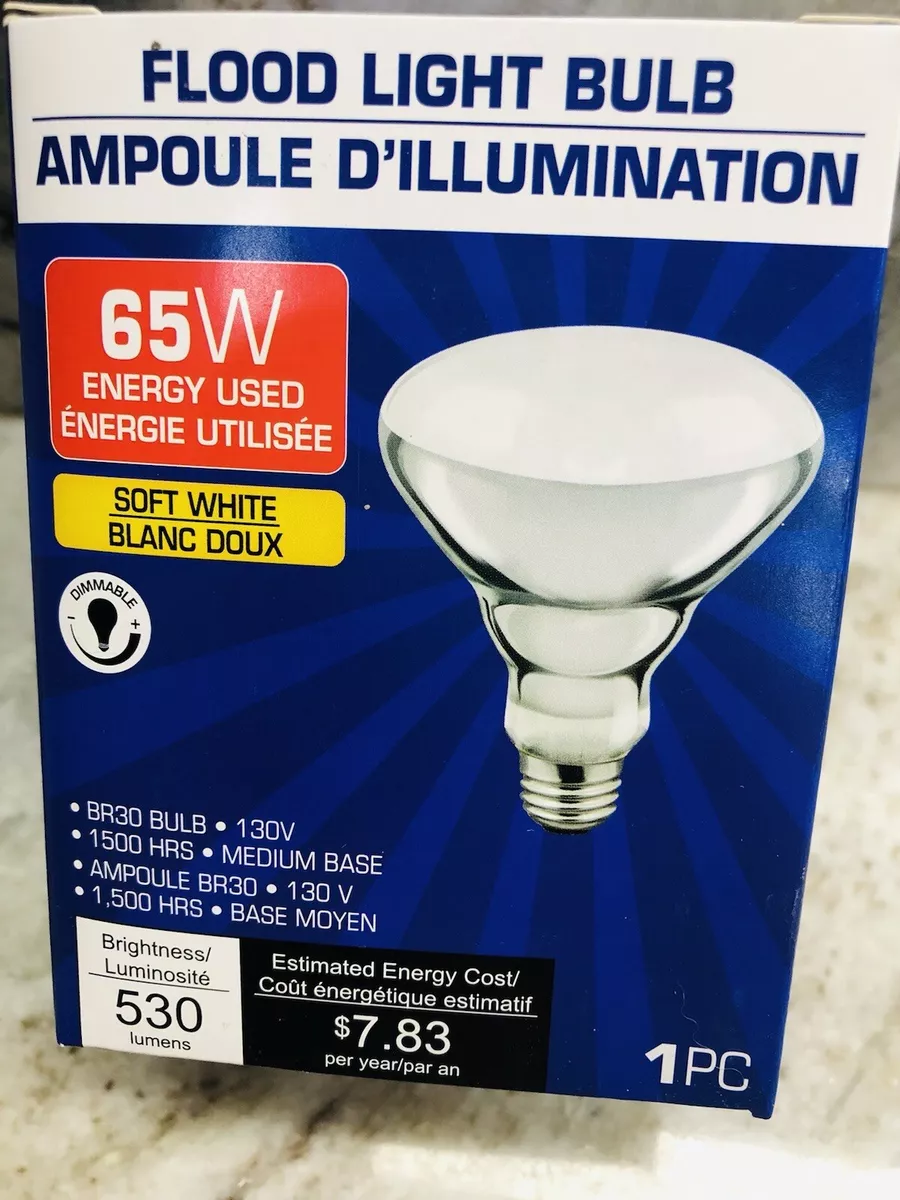 FLOOD LIGHT BULB
AMPOULE D'ILLUMINATION
65W
ENERGY USED
ÉNERGIE UTILISÉE
SOFT WHITE
BLANC DOUX
DIMMABLE
- +
• BR30 BULB • 130V
• 1500 HRS • MEDIUM BASE
• AMPOULE BR30 • 130 V
• 1,500 HRS • BASE MOYEN
Brightness/
Luminosité
530
lumens
Estimated Energy Cost/
Coût énergétique estimatif
$7.83
per year/par an
1PC